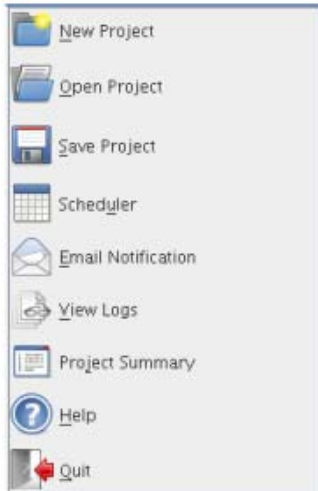 New Project
Open Project
Save Project
Scheduler
Email Notification
View Logs
Project Summary
Help
Quit